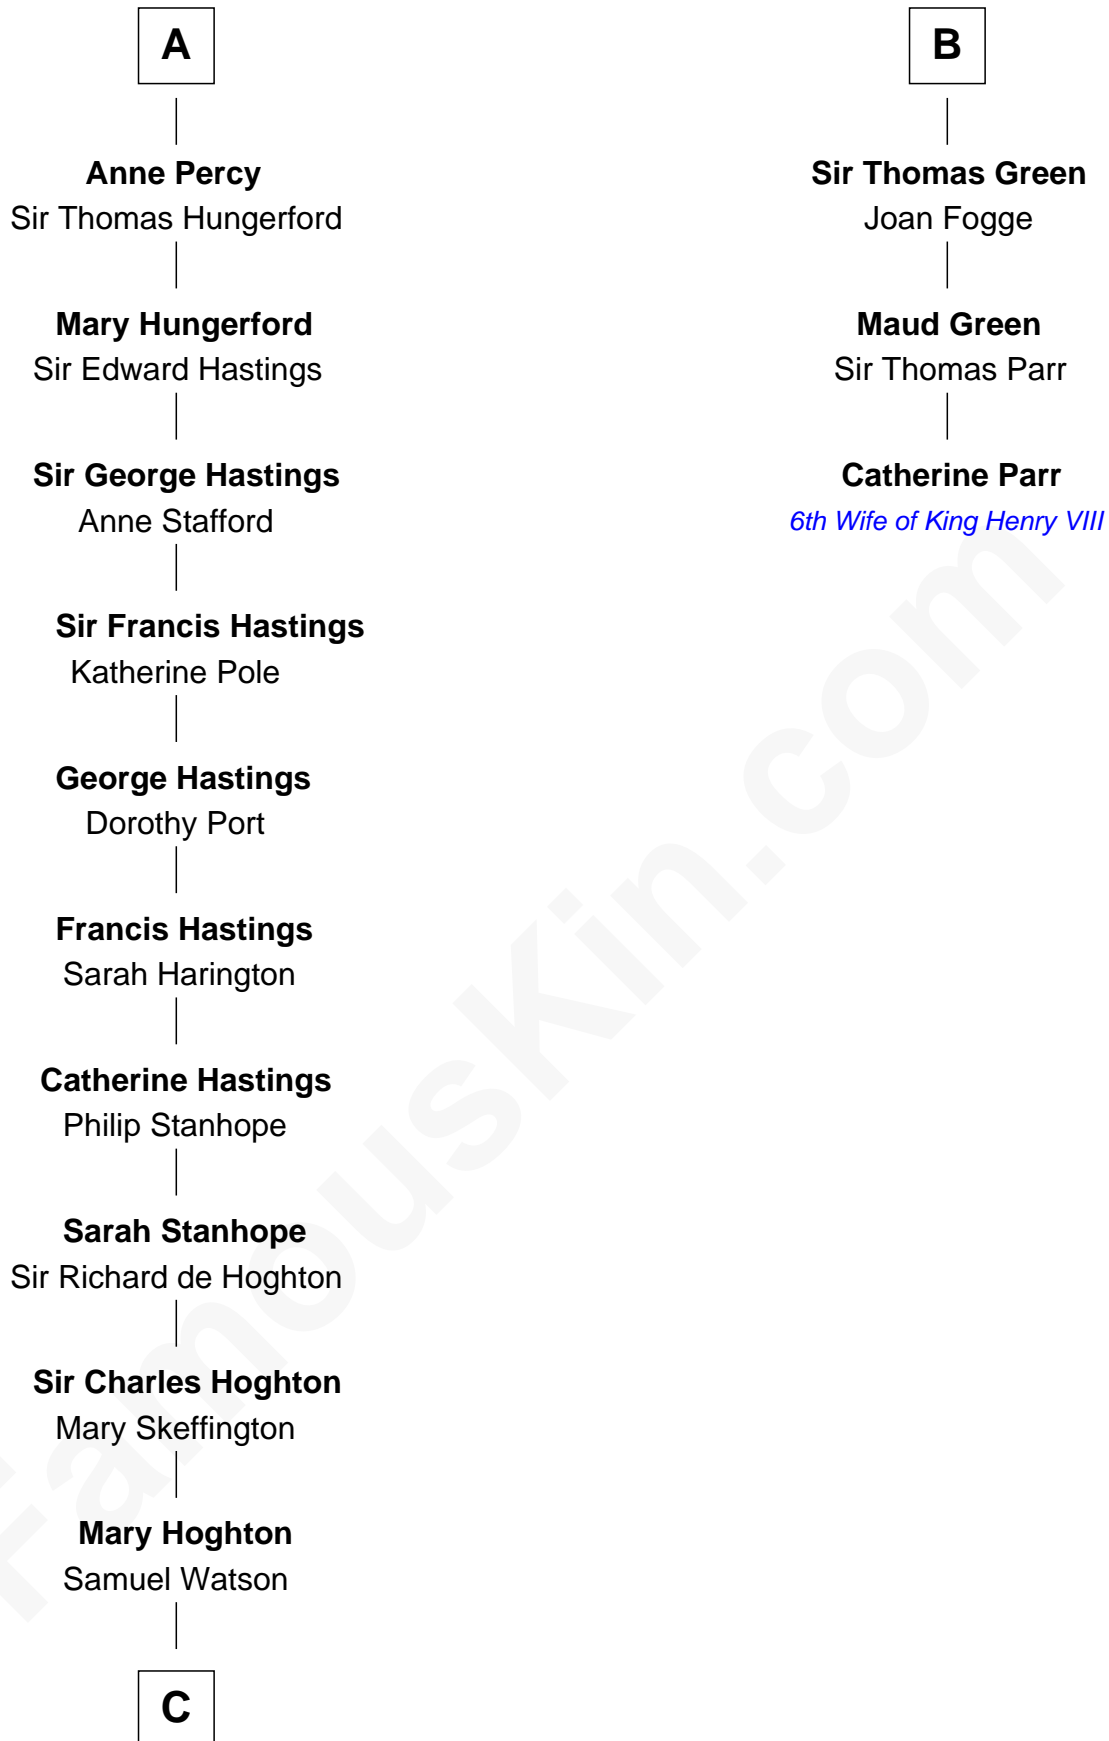 A
Anne Percy
Sir Thomas Hungerford
Mary Hungerford
Sir Edward Hastings
Sir George Hastings
Anne Stafford
Sir Francis Hastings
Katherine Pole
George Hastings
Dorothy Port
Francis Hastings
Sarah Harington
Catherine Hastings
Philip Stanhope
Sarah Stanhope
Sir Richard de Hoghton
Sir Charles Hoghton
Mary Skeffington
Mary Hoghton
Samuel Watson
C
B
Sir Thomas Green
Joan Fogge
Maud Green
Sir Thomas Parr
Catherine Parr
6th Wife of King Henry VIII
FamousKin.com